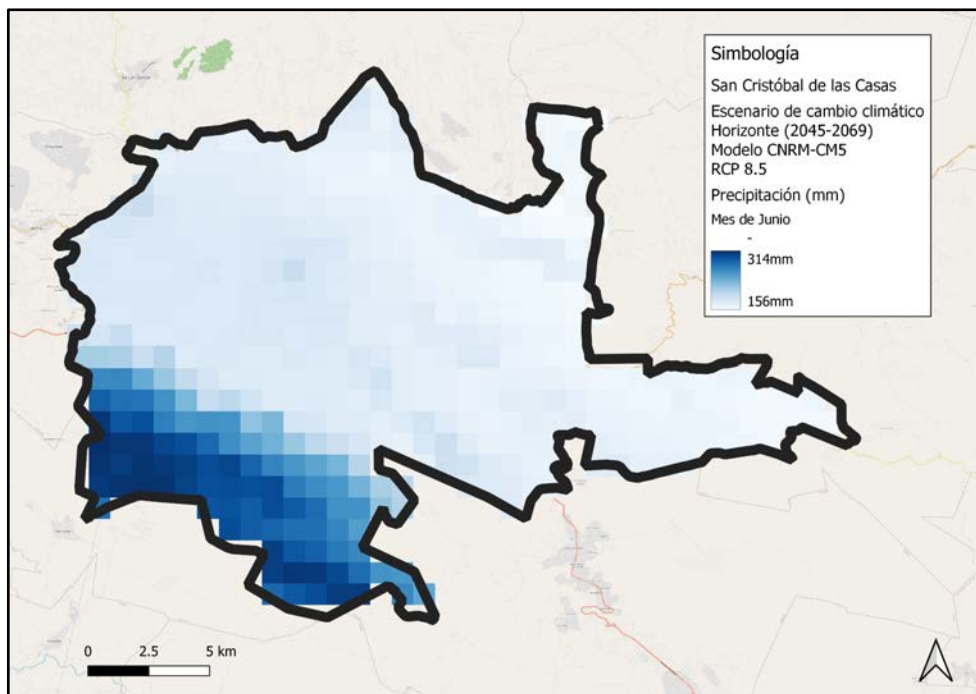 Simbología
San Cristóbal de las Casas
Escenario de cambio climático
Horizonte (2045-2069)
Modelo CNRM-CM5
RCP 8.5
Precipitación (mm)
Mes de Junio
-
314mm
156mm
0 2.5 5 km